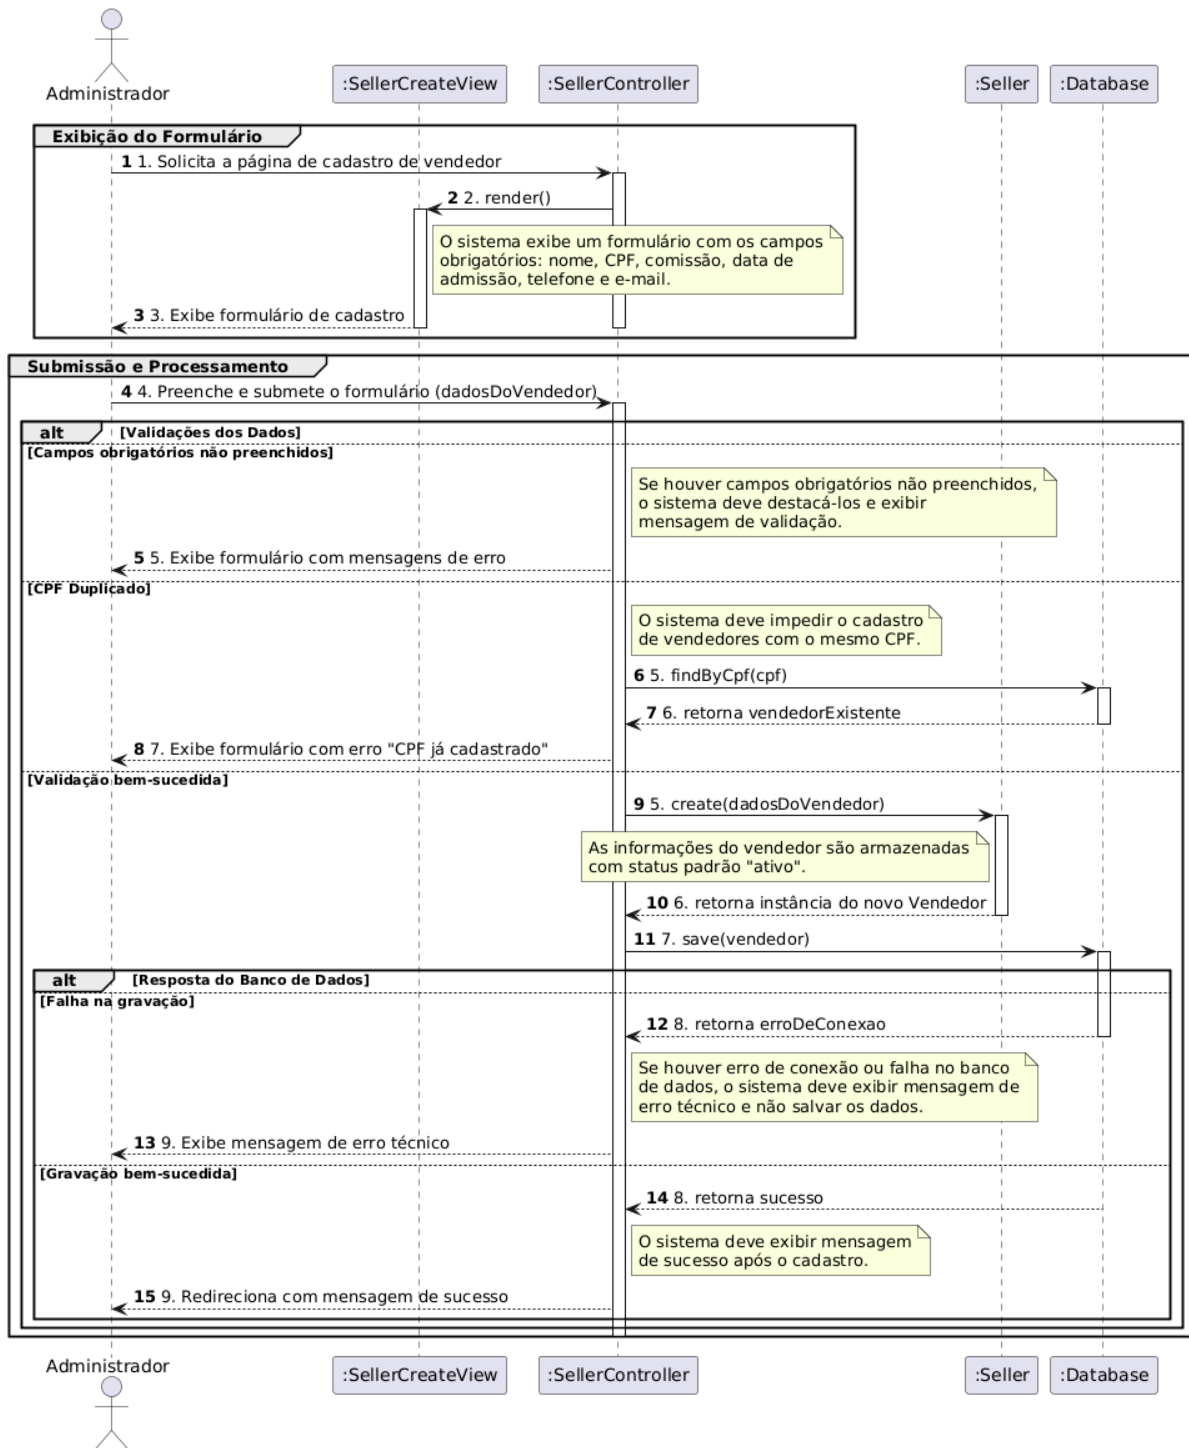 Administrador
:SellerCreateView
:SellerController
:Seller
:Database
Exibição do Formulário
1 1. Solicita a página de cadastro de vendedor
2 2. render()
O sistema exibe um formulário com os campos
obrigatórios: nome, CPF, comissão, data de
admissão, telefone e e-mail.
3 3. Exibe formulário de cadastro
Submissão e Processamento
4 4. Preenche e submete o formulário (dadosDoVendedor)
alt [Validações dos Dados]
[Campos obrigatórios não preenchidos]
Se houver campos obrigatórios não preenchidos,
o sistema deve destacá-los e exibir
mensagem de validação.
5 5. Exibe formulário com mensagens de erro
[CPF Duplicado]
O sistema deve impedir o cadastro
de vendedores com o mesmo CPF.
6 5. findByCpf(cpf)
7 6. retorna vendedorExistente
8 7. Exibe formulário com erro "CPF já cadastrado"
[Validação bem-sucedida]
9 5. create(dadosDoVendedor)
As informações do vendedor são armazenadas
com status padrão "ativo".
10 6. retorna instância do novo Vendedor
11 7. save(vendedor)
alt [Resposta do Banco de Dados]
[Falha na gravação]
12 8. retorna erroDeConexao
Se houver erro de conexão ou falha no banco
de dados, o sistema deve exibir mensagem de
erro técnico e não salvar os dados.
13 9. Exibe mensagem de erro técnico
[Gravação bem-sucedida]
14 8. retorna sucesso
O sistema deve exibir mensagem
de sucesso após o cadastro.
15 9. Redireciona com mensagem de sucesso
Administrador
:SellerCreateView
:SellerController
:Seller
:Database